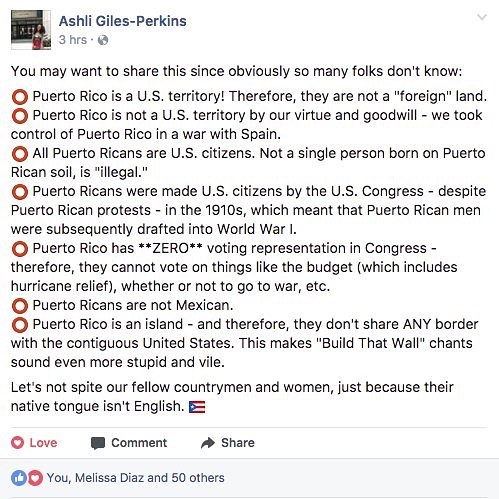 Ashli Giles-Perkins
3 hrs ·
You may want to share this since obviously so many folks don't know:
⭕ Puerto Rico is a U.S. territory! Therefore, they are not a "foreign" land.
⭕ Puerto Rico is not a U.S. territory by our virtue and goodwill - we took
control of Puerto Rico in a war with Spain.
⭕ All Puerto Ricans are U.S. citizens. Not a single person born on Puerto
Rican soil, is "illegal."
⭕ Puerto Ricans were made U.S. citizens by the U.S. Congress - despite
Puerto Rican protests - in the 1910s, which meant that Puerto Rican men
were subsequently drafted into World War I.
⭕ Puerto Rico has **ZERO** voting representation in Congress -
therefore, they cannot vote on things like the budget (which includes
hurricane relief), whether or not to go to war, etc.
⭕ Puerto Ricans are not Mexican.
⭕ Puerto Rico is an island - and therefore, they don't share ANY border
with the contiguous United States. This makes "Build That Wall" chants
sound even more stupid and vile.
Let's not spite our fellow countrymen and women, just because their
native tongue isn't English. 🇵🇷
Love Comment Share
You, Melissa Diaz and 50 others